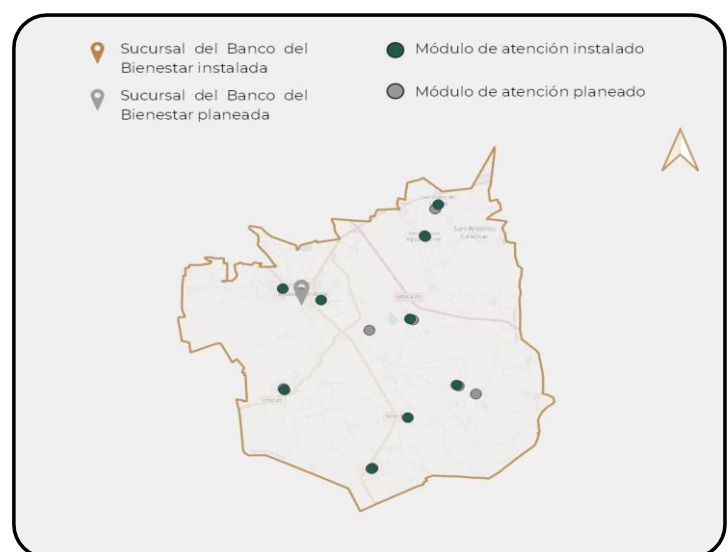 Sucursal del Banco del
Bienestar instalada
Módulo de atención instalado
Sucursal del Banco del
Bienestar planeada
Módulo de atención planeado
San Antonio